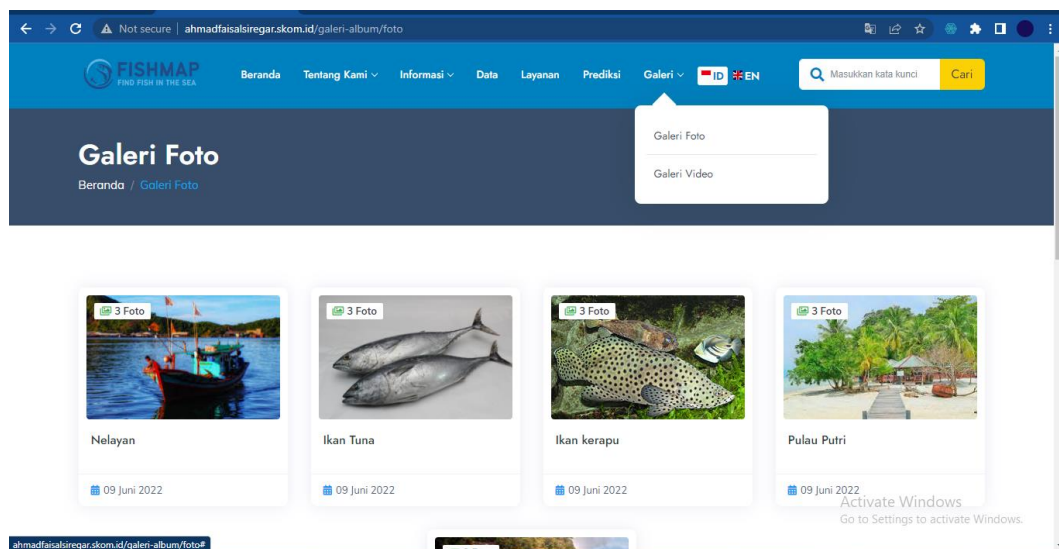 Not secure | ahmadfaisalsiregar.skom.id/galeri-album/foto
FISHMAP
FIND FISH IN THE SEA
Beranda Tentang Kami Informasi Data Layanan Prediksi Galeri ID EN Masukkan kata kunci Cari
Galeri Foto
Galeri Video
Galeri Foto
Beranda / Galeri Foto
3 Foto
3 Foto
3 Foto
3 Foto
Nelayan
Ikan Tuna
Ikan kerapu
Pulau Putri
09 Juni 2022
09 Juni 2022
09 Juni 2022
09 Juni 2022
Activate Windows
Go to Settings to activate Windows.
ahmadfaisalsiregar.skom.id/galeri-album/foto#